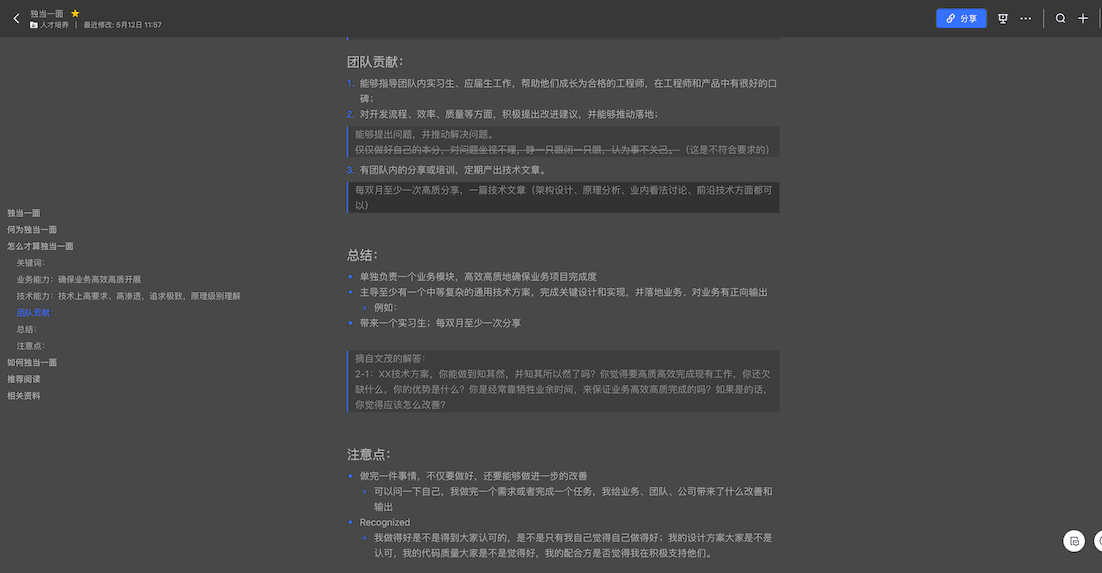 独当一面
人才培养 | 最近修改: 5月12日 11:57
分享
独当一面
何为独当一面
怎么才算独当一面
关键词:
业务能力: 确保业务高效高质开展
技术能力: 技术上高要求、高渗透, 追求极致, 原理级别理解
团队贡献:
总结:
注意点:
如何独当一面
推荐阅读
相关资料
团队贡献:
1. 能够指导团队内实习生、应届生工作, 帮助他们成长为合格的工程师, 在工程师和产品中有很好的口
碑;
2. 对开发流程、效率、质量等方面, 积极提出改进建议, 并能够推动落地;
能够提出问题, 并推动解决问题。
仅仅做好自己的本分, 对问题坐视不理, 睁一只眼闭一只眼, 认为事不关己。(这是不符合要求的)
3. 有团队内的分享或培训, 定期产出技术文章。
每双月至少一次高质分享, 一篇技术文章 (架构设计、原理分析、业内看法讨论、前沿技术方面都可
以)
总结:
单独负责一个业务模块, 高效高质地确保业务项目完成度
主导至少有一个中等复杂的通用技术方案, 完成关键设计和实现, 并落地业务、对业务有正向输出
例如:
带来一个实习生; 每双月至少一次分享
摘自文茂的解答:
2-1: XX技术方案, 你能做到知其然, 并知其所以然了吗? 你觉得要高质高效完成现有工作, 你还欠
缺什么, 你的优势是什么? 你是经常靠牺牲业余时间, 来保证业务高效高质完成的吗? 如果是的话,
你觉得应该怎么改善?
注意点:
做完一件事情, 不仅要做好, 还要能够做进一步的改善
可以问一下自己, 我做完一个需求或者完成一个任务, 我给业务、团队、公司带来了什么改善和
输出
Recognized
我做得好是不是得到大家认可的, 是不是只有我自己觉得自己做得好; 我的设计方案大家是不是
认可, 我的代码质量大家是不是觉得好, 我的配合方是否觉得我在积极支持他们。